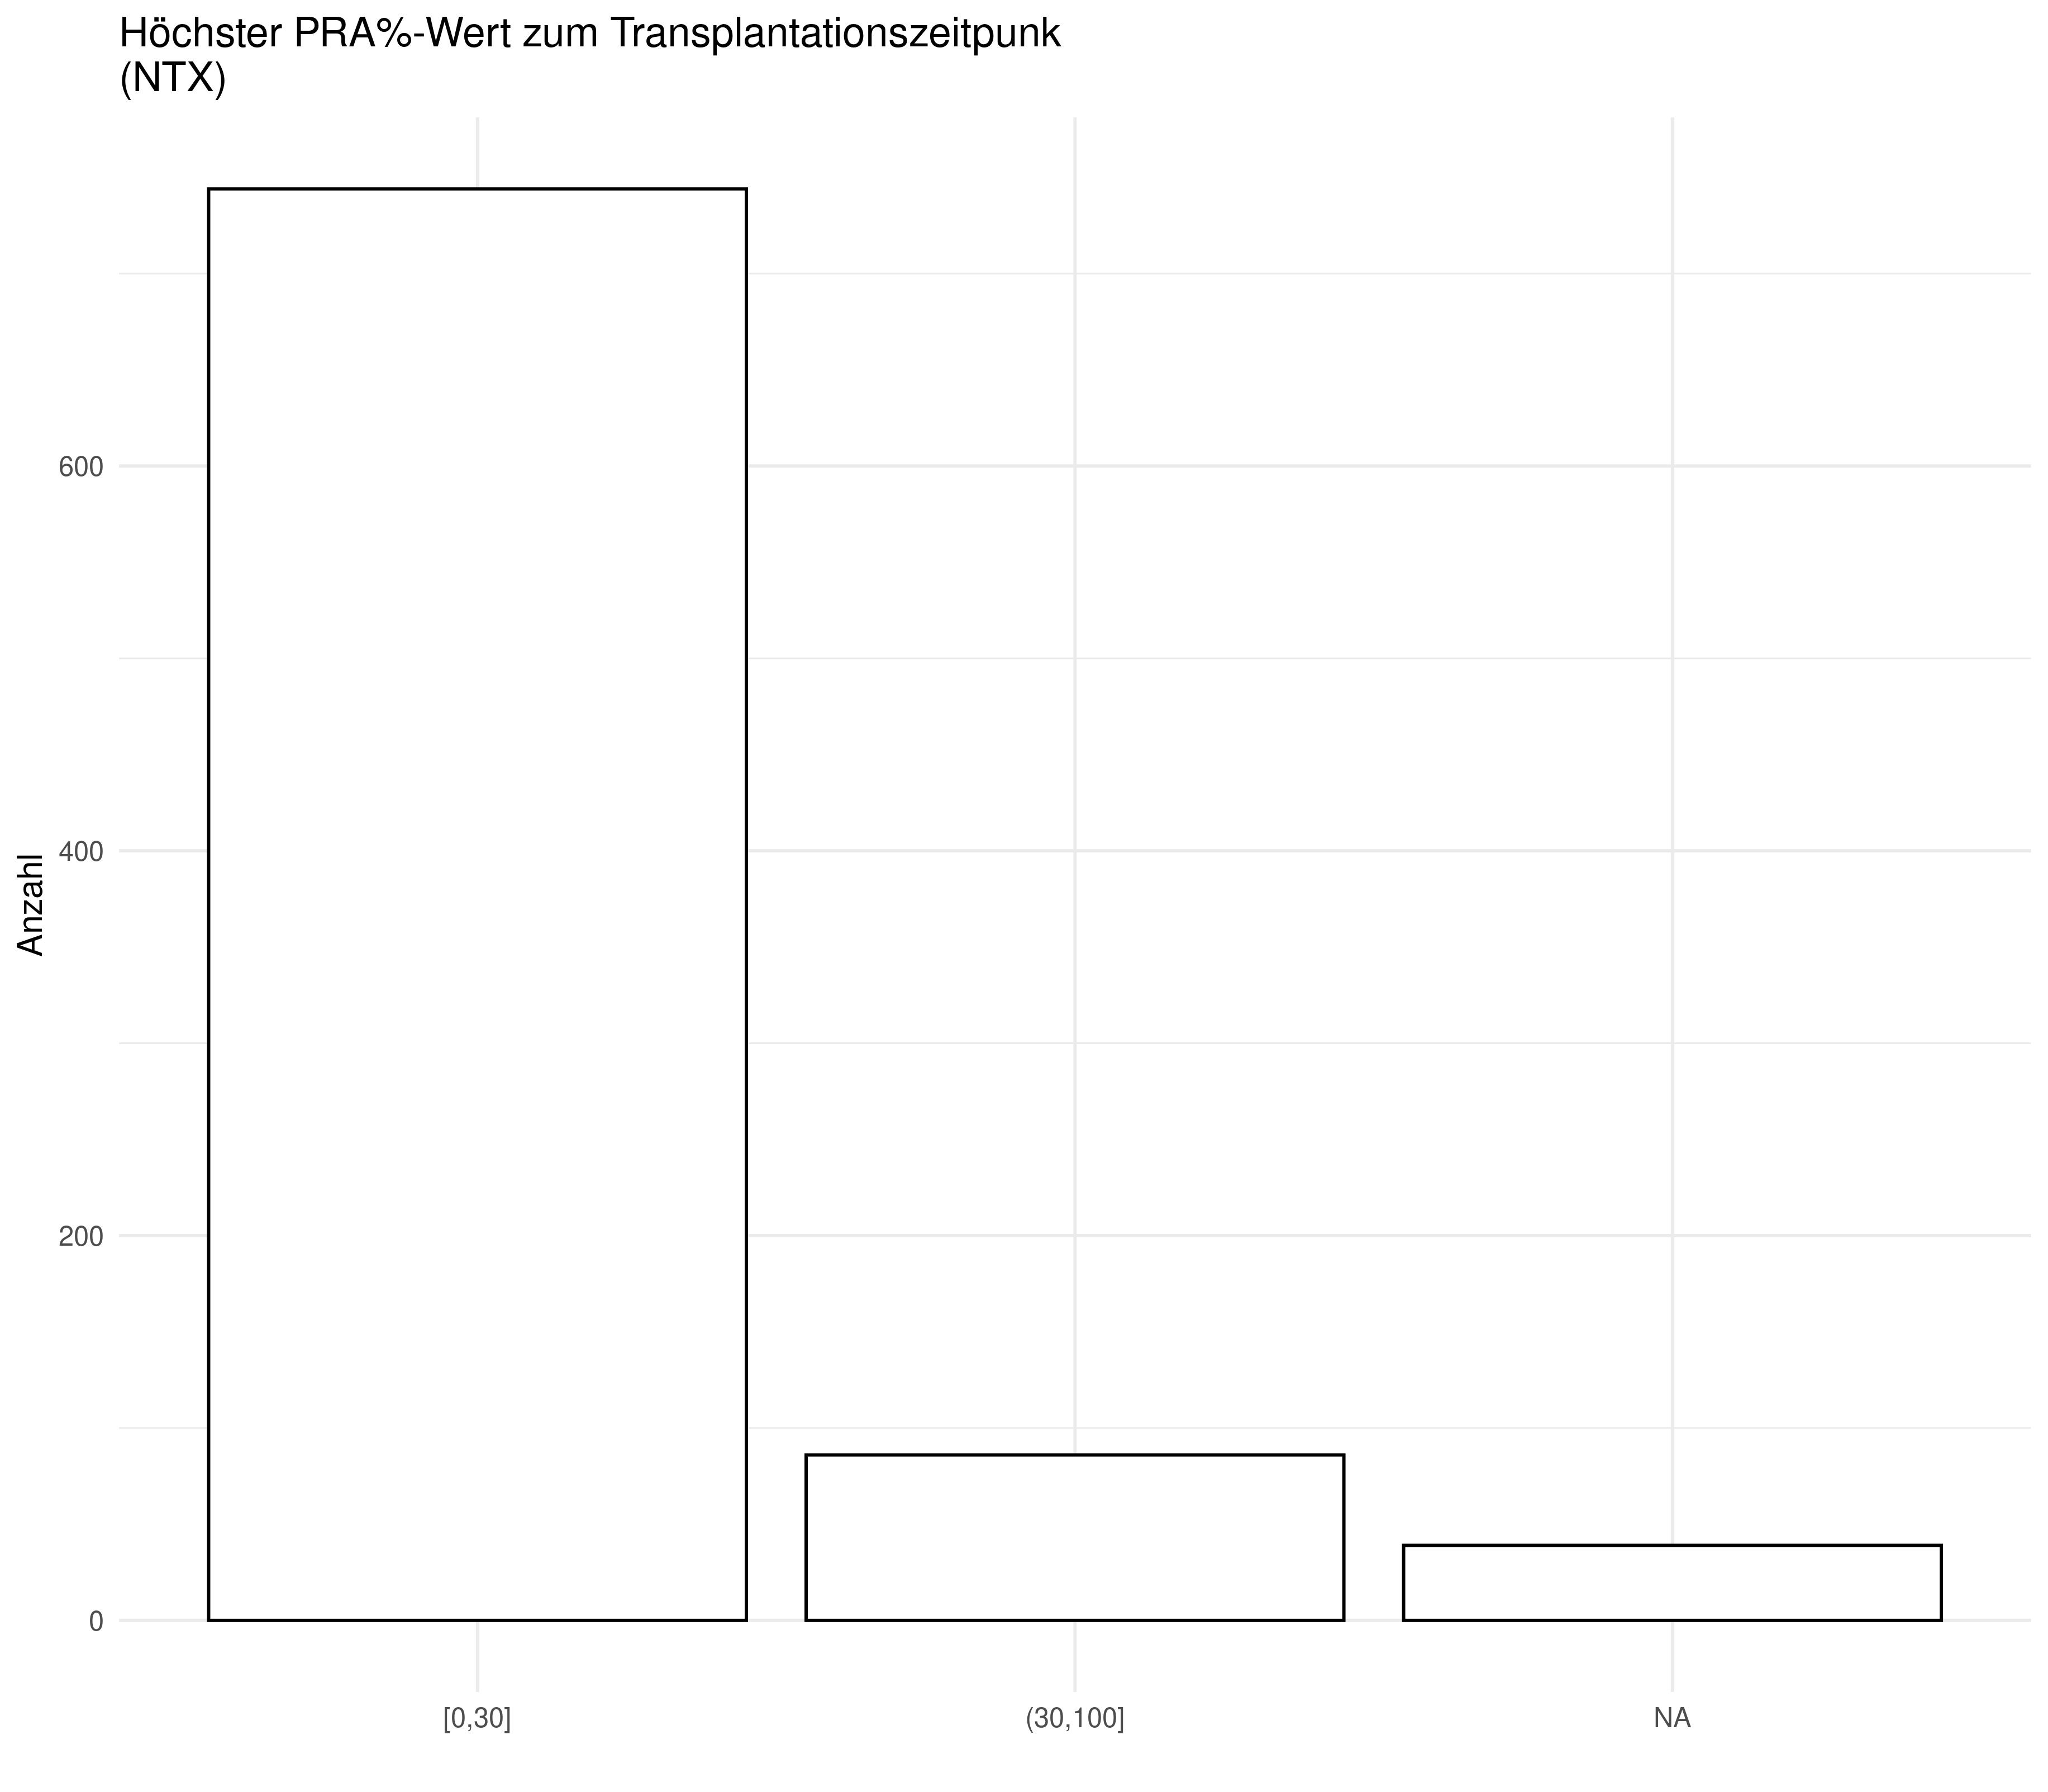 Höchster PRA%-Wert zum Transplantationszeitpunk
(NTX)
Anzahl
600
400
200
0
[0,30]
(30,100]
NA